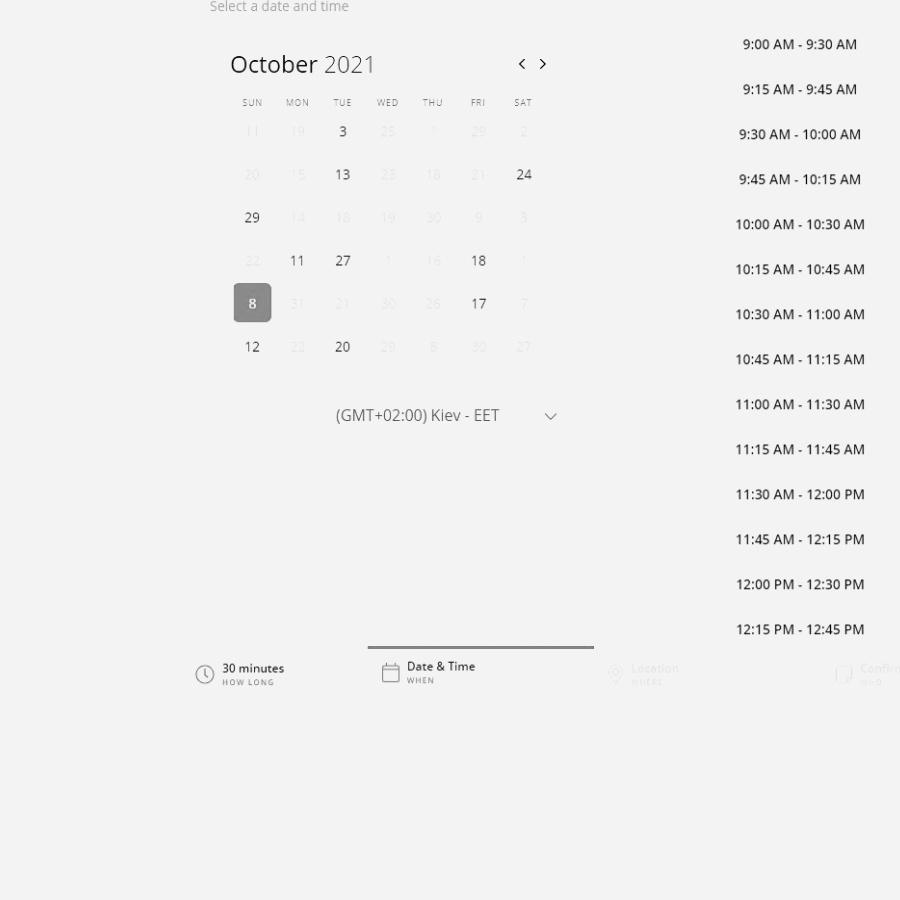 Select a date and time
October 2021
SUN MON TUE WED THU FRI SAT
11 19 3 25 1 29 2
20 15 13 23 18 21 24
29 14 18 19 30 9 3
22 11 27 1 16 18 1
8 31 21 30 26 17 7
12 22 20 29 8 30 27
(GMT+02:00) Kiev - EET
9:00 AM - 9:30 AM
9:15 AM - 9:45 AM
9:30 AM - 10:00 AM
9:45 AM - 10:15 AM
10:00 AM - 10:30 AM
10:15 AM - 10:45 AM
10:30 AM - 11:00 AM
10:45 AM - 11:15 AM
11:00 AM - 11:30 AM
11:15 AM - 11:45 AM
11:30 AM - 12:00 PM
11:45 AM - 12:15 PM
12:00 PM - 12:30 PM
12:15 PM - 12:45 PM
30 minutes
HOW LONG
Date & Time
WHEN
Location
WHERE